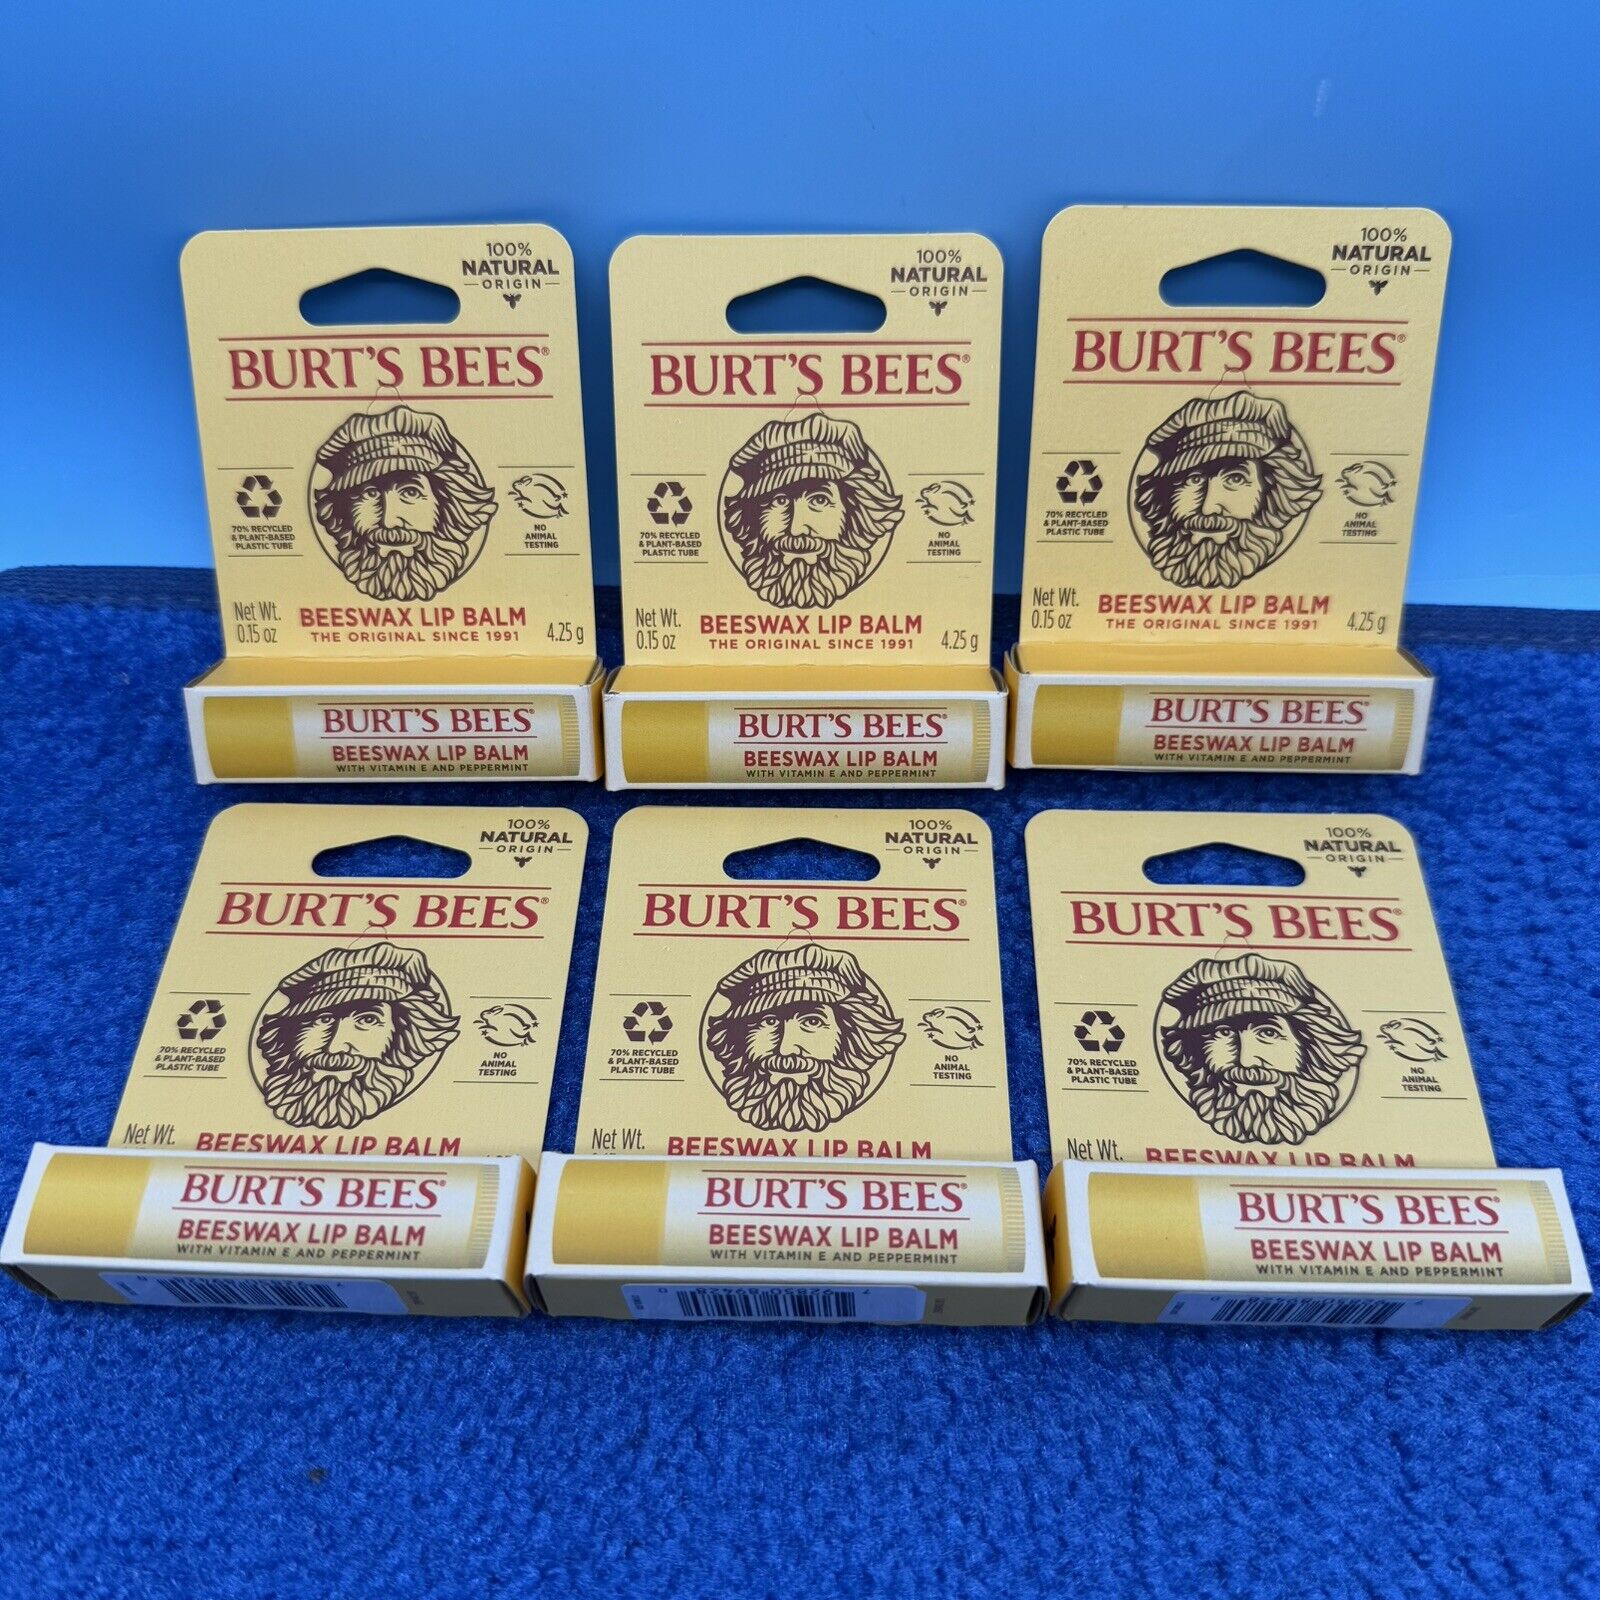 100%
NATURAL
ORIGIN
BURT'S BEES®
70% RECYCLED
& PLANT-BASED
PLASTIC TUBE
NO
ANIMAL
TESTING
Net Wt.
0.15 oz
BEESWAX LIP BALM
THE ORIGINAL SINCE 1991
4.25 g
BURT'S BEES®
BEESWAX LIP BALM
WITH VITAMIN E AND PEPPERMINT
100%
NATURAL
ORIGIN
BURT'S BEES®
70% RECYCLED
& PLANT-BASED
PLASTIC TUBE
NO
ANIMAL
TESTING
Net Wt.
0.15 oz
BEESWAX LIP BALM
THE ORIGINAL SINCE 1991
4.25 g
BURT'S BEES®
BEESWAX LIP BALM
WITH VITAMIN E AND PEPPERMINT
100%
NATURAL
ORIGIN
BURT'S BEES®
70% RECYCLED
& PLANT-BASED
PLASTIC TUBE
NO
ANIMAL
TESTING
Net Wt.
0.15 oz
BEESWAX LIP BALM
THE ORIGINAL SINCE 1991
4.25 g
BURT'S BEES®
BEESWAX LIP BALM
WITH VITAMIN E AND PEPPERMINT
100%
NATURAL
ORIGIN
BURT'S BEES®
70% RECYCLED
& PLANT-BASED
PLASTIC TUBE
NO
ANIMAL
TESTING
Net Wt.
BEESWAX LIP BALM
BURT'S BEES®
BEESWAX LIP BALM
WITH VITAMIN E AND PEPPERMINT
100%
NATURAL
ORIGIN
BURT'S BEES®
70% RECYCLED
& PLANT-BASED
PLASTIC TUBE
NO
ANIMAL
TESTING
Net Wt.
BEESWAX LIP BALM
BURT'S BEES®
BEESWAX LIP BALM
WITH VITAMIN E AND PEPPERMINT
7 92850 89428 0
100%
NATURAL
ORIGIN
BURT'S BEES®
70% RECYCLED
& PLANT-BASED
PLASTIC TUBE
NO
ANIMAL
TESTING
Net Wt.
BEESWAX LIP BALM
BURT'S BEES®
BEESWAX LIP BALM
WITH VITAMIN E AND PEPPERMINT